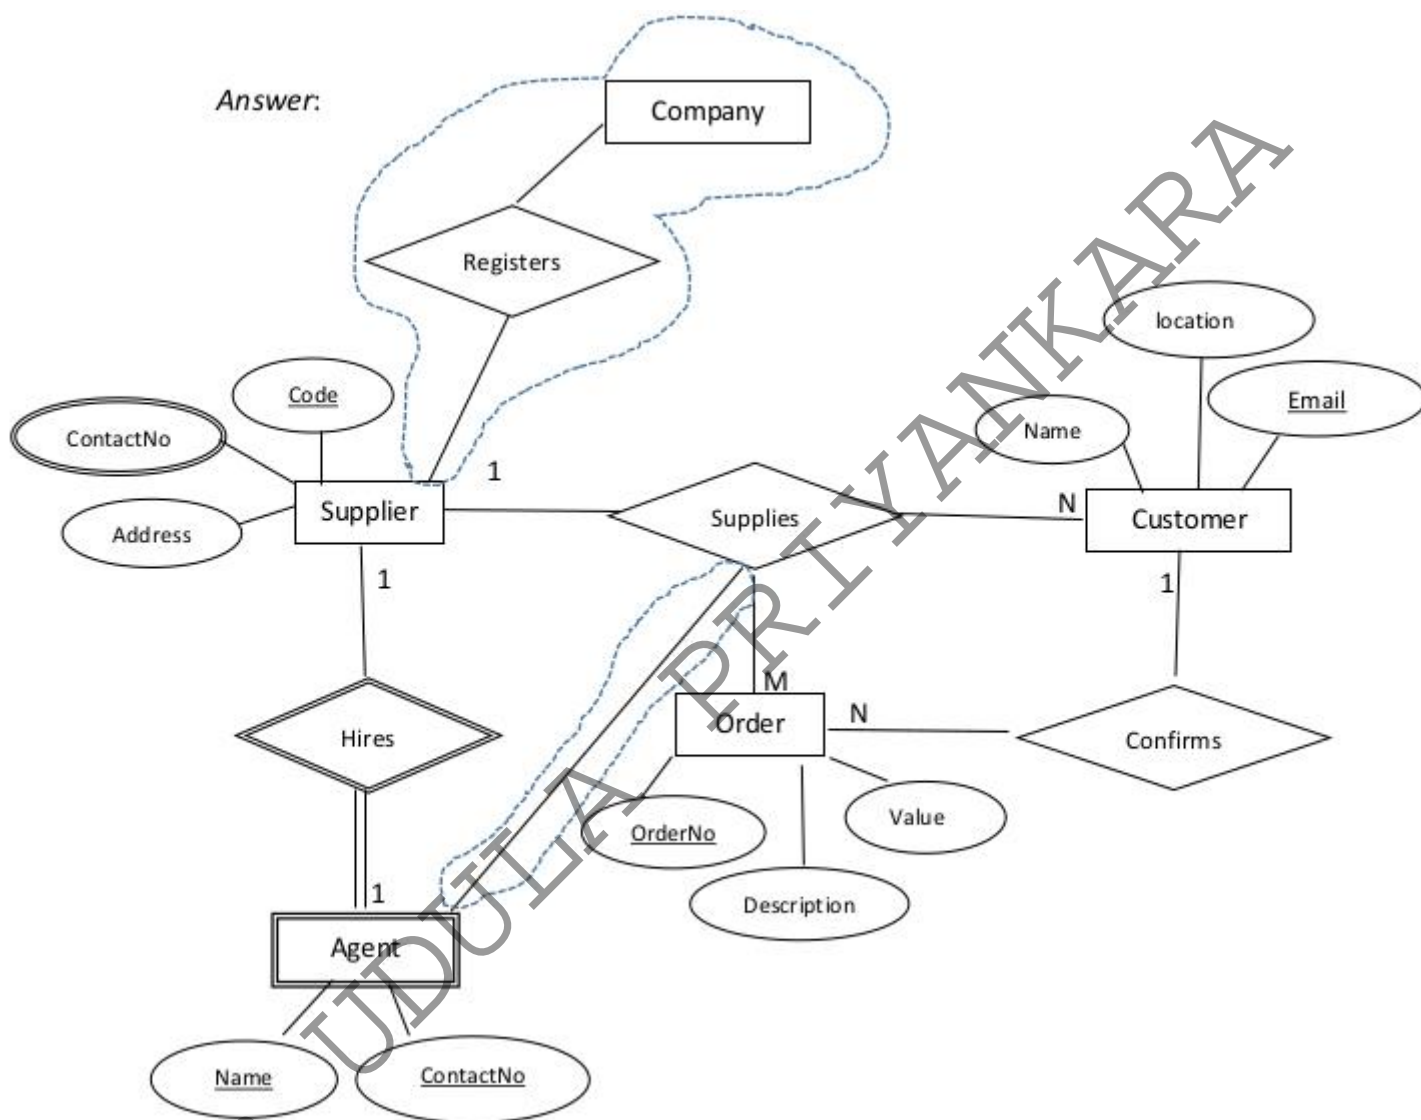 Answer:
Company
Registers
location
Code
Email
ContactNo
Name
1
Supplier
Supplies
N
Customer
Address
1
1
M
Order
N
Hires
Confirms
Value
OrderNo
1
Description
Agent
Name
ContactNo
UDULA PRIYANKARA